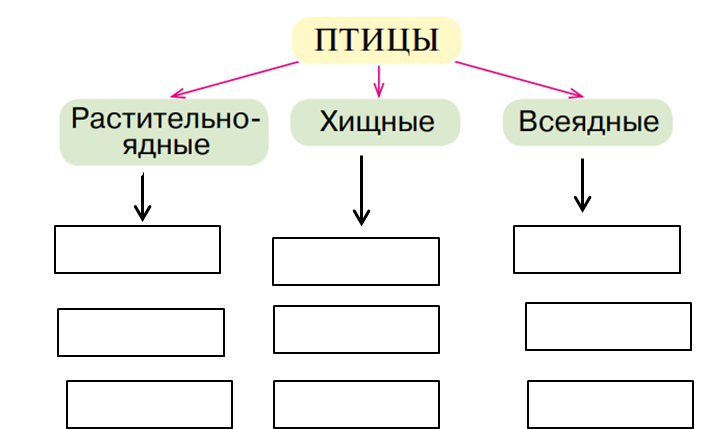 ПТИЦЫ
Растительно-
ядные
Хищные
Всеядные